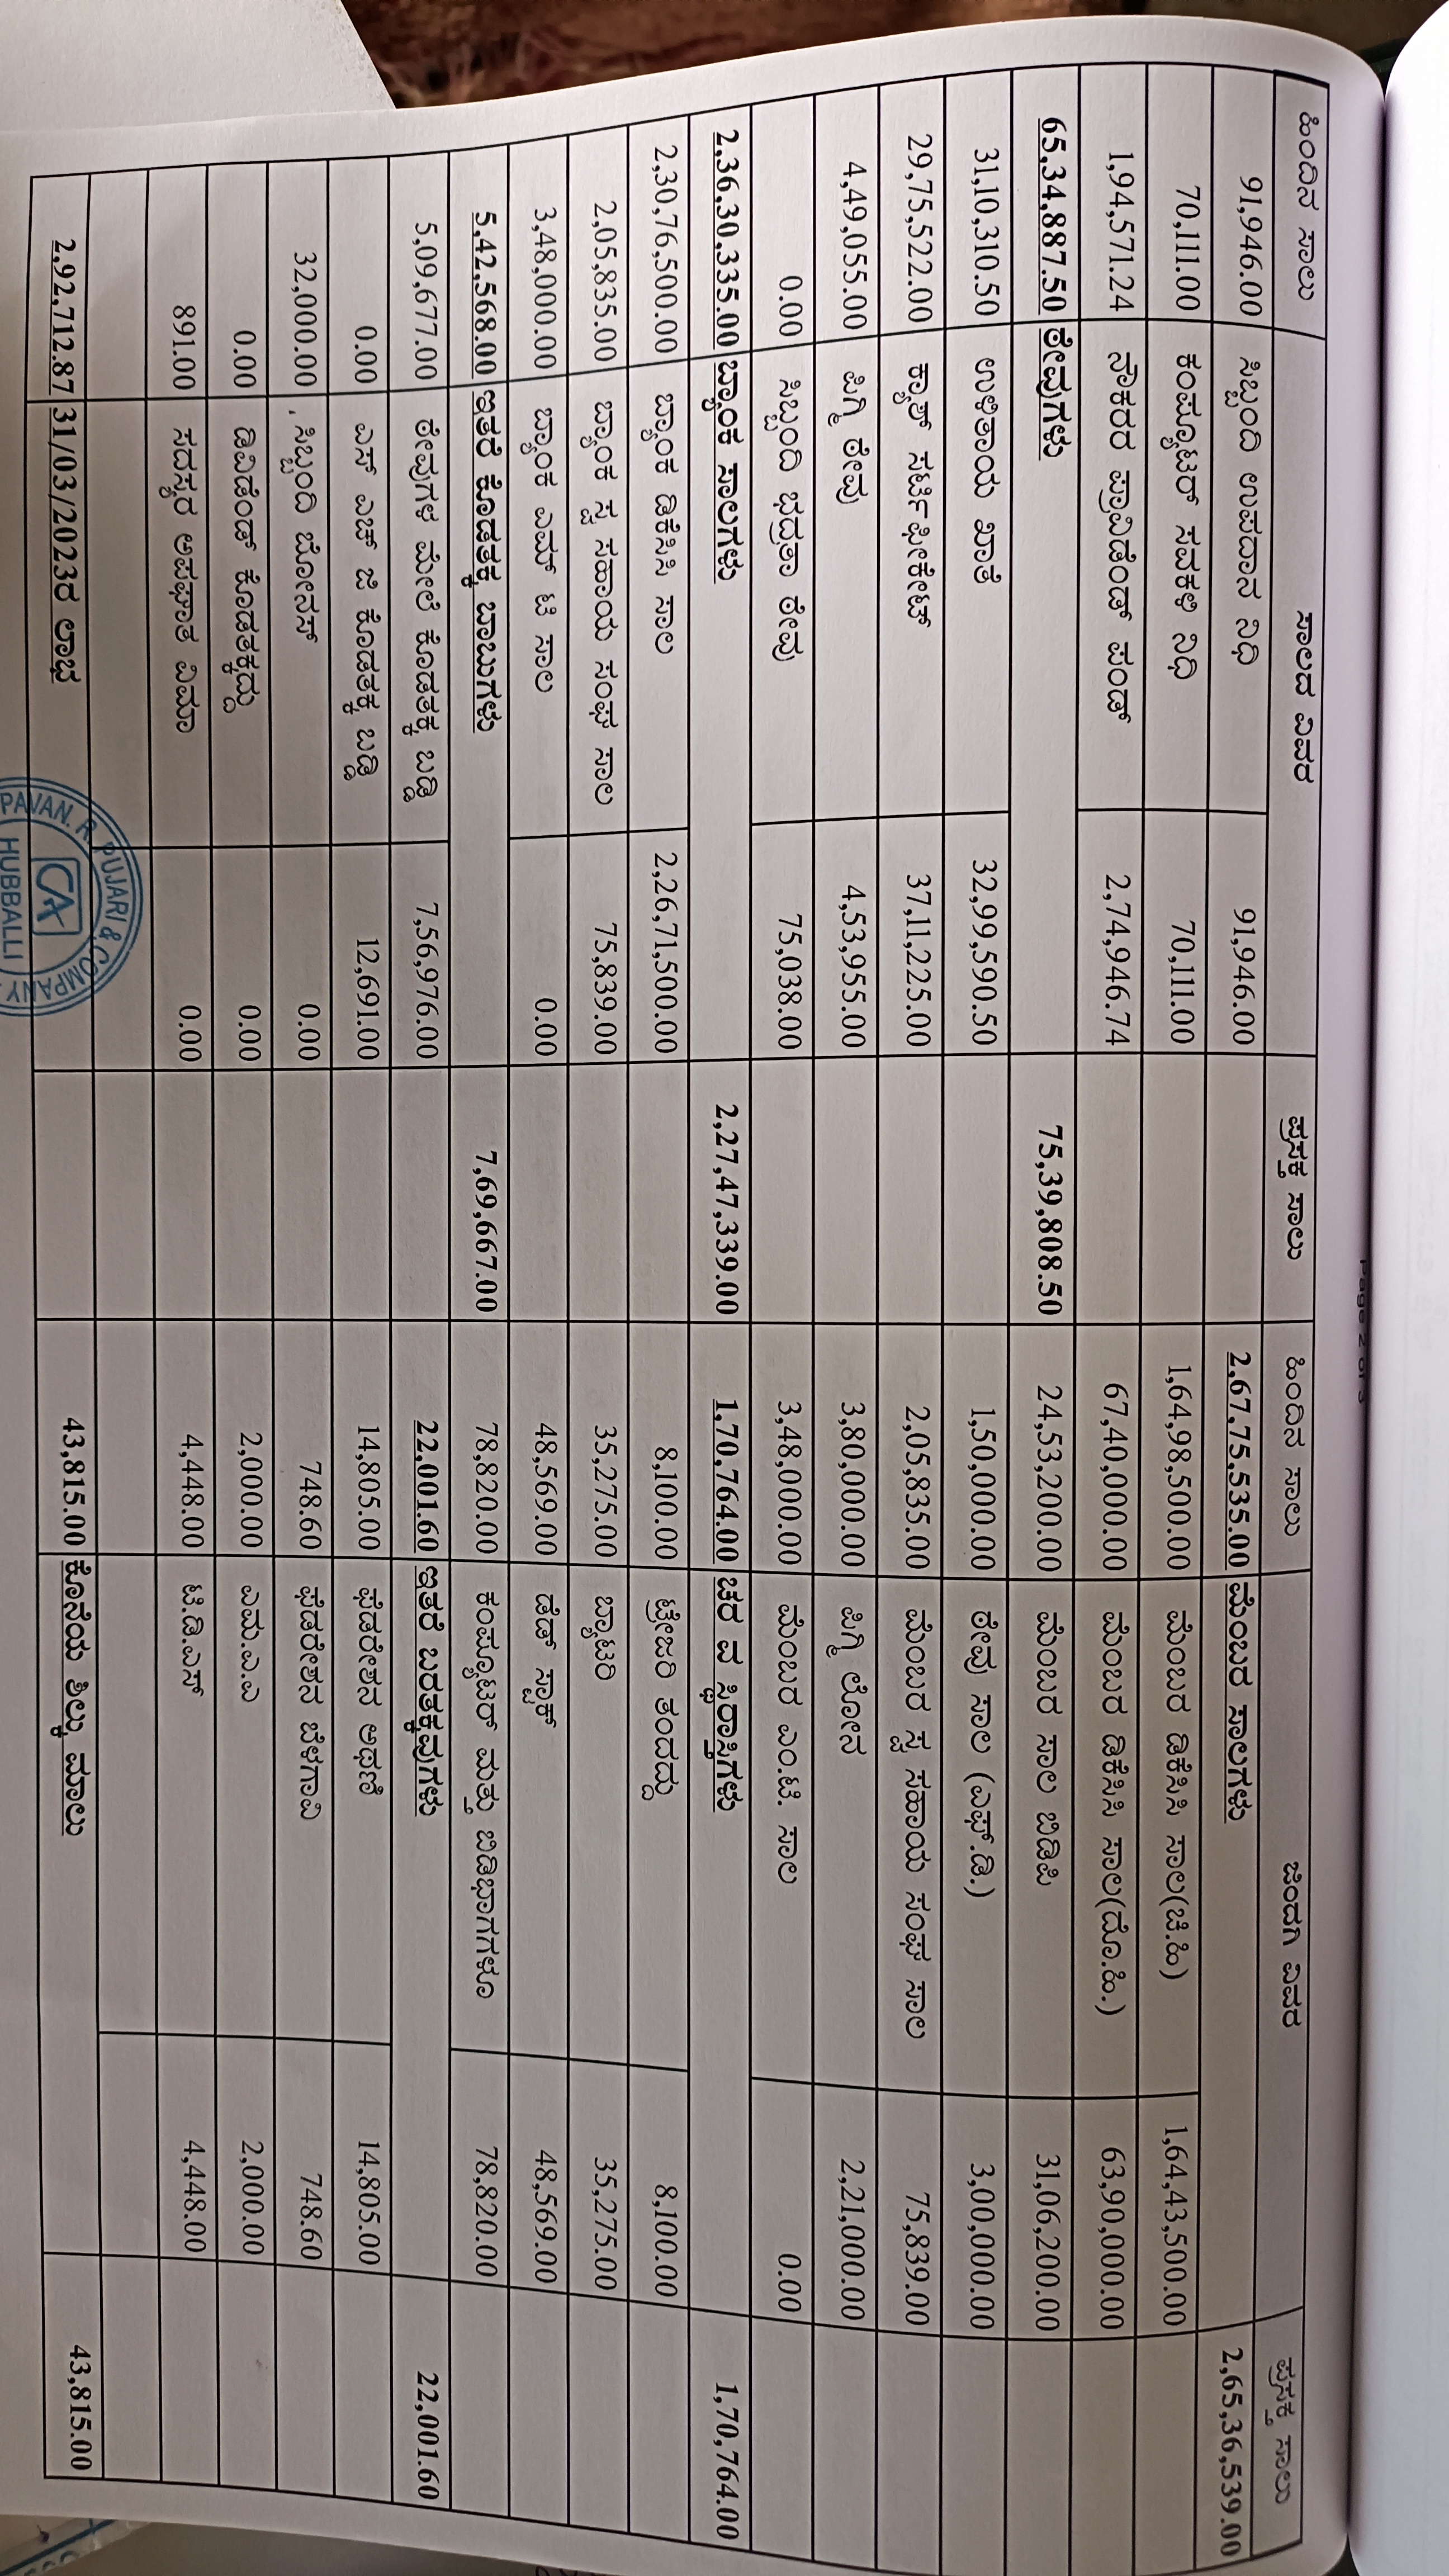 Page 2 of 3
ಹಿಂದಿನ ಸಾಲು ಸಾಲದ ವಿವರ ಪ್ರಸಕ್ತ ಸಾಲು ಹಿಂದಿನ ಸಾಲು ಜಿಂದಗಿ ವಿವರ ಪ್ರಸಕ್ತ ಸಾಲು
91,946.00 ಸಿಬ್ಬಂದಿ ಉಪದಾನ ನಿಧಿ 91,946.00 2,67,75,535.00 ಮೆಂಬರ ಸಾಲಗಳು 2,65,36,539.00
70,111.00 ಕಂಪ್ಯೂಟರ್ ಸವಕಳಿ ನಿಧಿ 70,111.00 1,64,98,500.00 ಮೆಂಬರ ಡಿಕೆಸಿಸಿ ಸಾಲ(ಚಿ.ಹಿ) 1,64,43,500.00
1,94,571.24 ನೌಕರರ ಪ್ರಾವಿಡೆಂಡ್ ಪಂಡ್ 2,74,946.74 67,40,000.00 ಮೆಂಬರ ಡಿಕೆಸಿಸಿ ಸಾಲ(ದೊ.ಹಿ.) 63,90,000.00
65,34,887.50 ಠೇವುಗಳು 75,39,808.50 24,53,200.00 ಮೆಂಬರ ಸಾಲ ಬಿಡಿಪಿ 31,06,200.00
31,10,310.50 ಉಳಿತಾಯ ಖಾತೆ 32,99,590.50 1,50,000.00 ಠೇವು ಸಾಲ (ಎಫ್.ಡಿ.) 3,00,000.00
29,75,522.00 ಕ್ಯಾಶ್ ಸರ್ಟಿಫೀಕೇಟ್ 37,11,225.00 2,05,835.00 ಮೆಂಬರ ಸ್ವ ಸಹಾಯ ಸಂಘ ಸಾಲ 75,839.00
4,49,055.00 ಪಿಗ್ಮಿ ಠೇವು 4,53,955.00 3,80,000.00 ಪಿಗ್ಮಿ ಲೋನ 2,21,000.00
0.00 ಸಿಬ್ಬಂದಿ ಭದ್ರತಾ ಠೇವು 75,038.00 3,48,000.00 ಮೆಂಬರ ಎಂ.ಟಿ. ಸಾಲ 0.00
2,36,30,335.00 ಬ್ಯಾಂಕ ಸಾಲಗಳು 2,27,47,339.00 1,70,764.00 ಚರ ವ ಸ್ಥಿರಾಸ್ತಿಗಳು 1,70,764.00
2,30,76,500.00 ಬ್ಯಾಂಕ ಡಿಕೆಸಿಸಿ ಸಾಲ 2,26,71,500.00 8,100.00 ಟ್ರೇಜರಿ ತಂದದ್ದು 8,100.00
2,05,835.00 ಬ್ಯಾಂಕ ಸ್ವ ಸಹಾಯ ಸಂಘ ಸಾಲ 75,839.00 35,275.00 ಬ್ಯಾಟರಿ 35,275.00
3,48,000.00 ಬ್ಯಾಂಕ ಎಮ್ ಟಿ ಸಾಲ 0.00 48,569.00 ಡೆಡ್ ಸ್ಟಾಕ್ 48,569.00
5,42,568.00 ಇತರೆ ಕೊಡತಕ್ಕ ಬಾಬುಗಳು 7,69,667.00 78,820.00 ಕಂಪ್ಯೂಟರ್ ಮತ್ತು ಬಿಡಿಭಾಗಗಳೂ 78,820.00
5,09,677.00 ಠೇವುಗಳ ಮೇಲೆ ಕೊಡತಕ್ಕ ಬಡ್ಡಿ 7,56,976.00 22,001.60 ಇತರೆ ಬರತಕ್ಕವುಗಳು 22,001.60
0.00 ಎಸ್ ಎಚ್ ಜಿ ಕೊಡತಕ್ಕ ಬಡ್ಡಿ 12,691.00 14,805.00 ಫೆಡರೇಶನ ಅಥಣಿ 14,805.00
32,000.00 ಸಿಬ್ಬಂದಿ ಬೋನಸ್ 0.00 748.60 ಫೆಡರೇಶನ ಬೆಳಗಾವಿ 748.60
0.00 ಡಿವಿಡೆಂಡ್ ಕೊಡತಕ್ಕದ್ದು 0.00 2,000.00 ಎಮ.ಎ.ಎ 2,000.00
891.00 ಸದಸ್ಯರ ಅಪಘಾತ ವಿಮಾ 0.00 4,448.00 ಟಿ.ಡಿ.ಎಸ್ 4,448.00
2,92,712.87 31/03/2023ರ ಲಾಭ 43,815.00 ಕೊನೆಯ ಶಿಲ್ಕು ಮಾಲು 43,815.00
PAVAN. R. PUJARI & COMPANY
CA
HUBBALLI